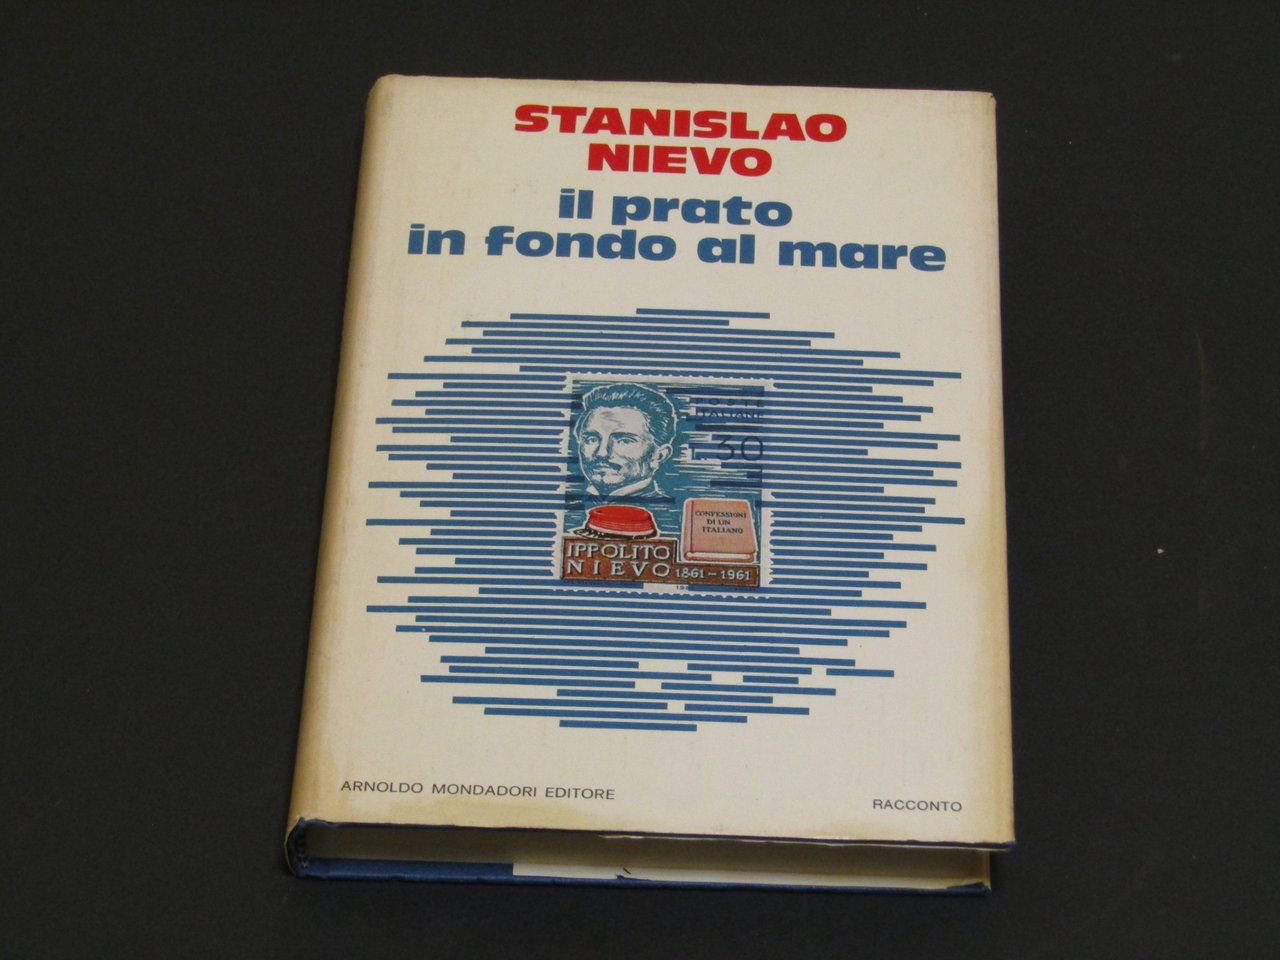 STANISLAO
NIEVO
il prato
in fondo al mare
POSTE
ITALIANE
L. 30
CONFESSIONI
DI UN
ITALIANO
IPPOLITO
NIEVO 1861-1961
ARNOLDO MONDADORI EDITORE
RACCONTO